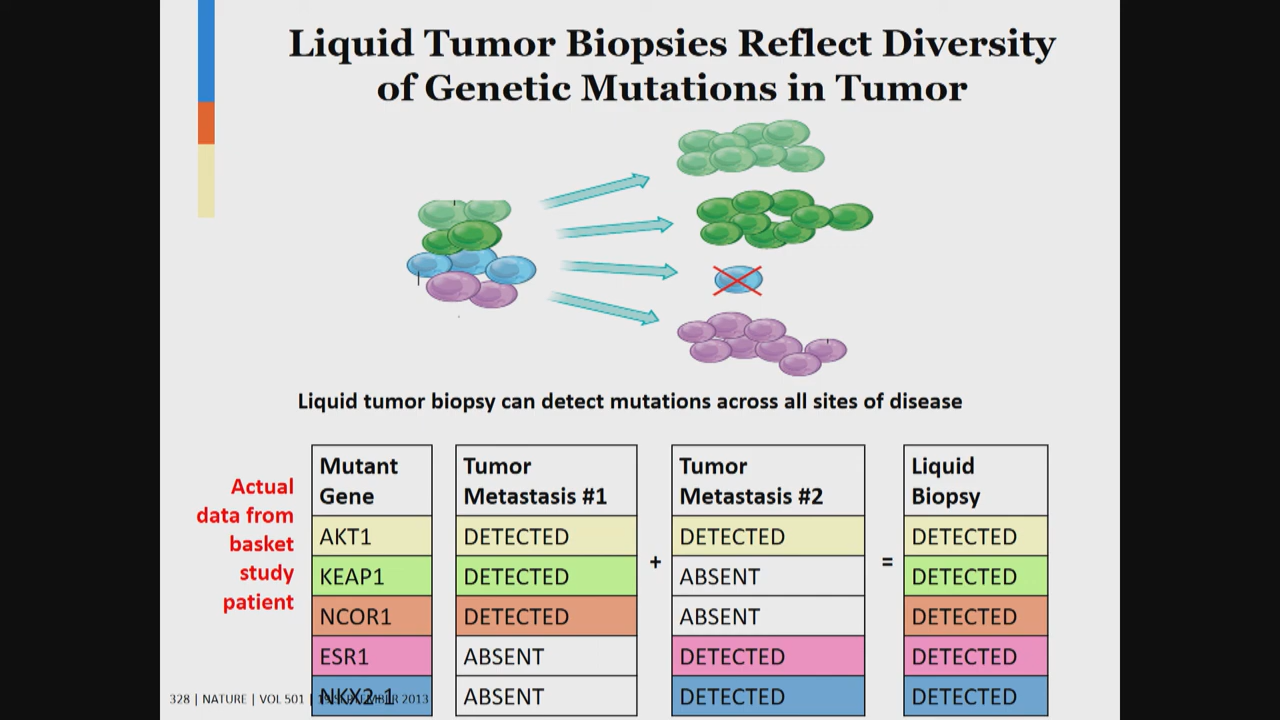 Liquid Tumor Biopsies Reflect Diversity
of Genetic Mutations in Tumor
Liquid tumor biopsy can detect mutations across all sites of disease
Actual
data from
basket
study
patient
Mutant
Gene
Tumor
Metastasis #1
Tumor
Metastasis #2
Liquid
Biopsy
AKT1 DETECTED DETECTED DETECTED
+ =
KEAP1 DETECTED ABSENT DETECTED
NCOR1 DETECTED ABSENT DETECTED
ESR1 ABSENT DETECTED DETECTED
NKX2-1 ABSENT DETECTED DETECTED
328 | NATURE | VOL 501 | 19 SEPTEMBER 2013